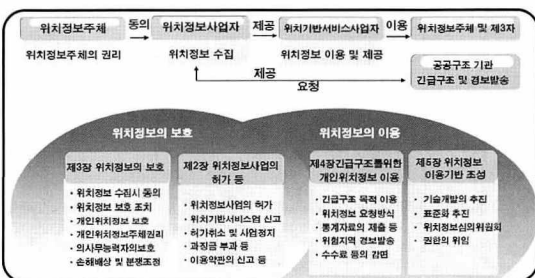 위치정보주체 동의 위치정보사업자 제공 위치기반서비스사업자 이용 위치정보주체 및 제3자
위치정보주체의 권리 위치정보 수집 위치정보 이용 및 제공
공공구조 기관
긴급구조 및 경보발송
제공
요청
위치정보의 보호
위치정보의 이용
제3장 위치정보의 보호
• 위치정보 수집시 동의
• 위치정보 보호 조치
• 개인위치정보 보호
• 개인위치정보주체권리
• 의사무능력자의보호
• 손해배상 및 분쟁조정
제2장 위치정보사업의
허가 등
• 위치정보사업의 허가
• 위치기반서비스업 신고
• 허가취소 및 사업정지
• 과징금 부과 등
• 이용약관의 신고 등
제4장긴급구조를위한
개인위치정보 이용
• 긴급구조 목적 이용
• 위치정보 요청방식
• 통계자료의 제출 등
• 위험지역 경보발송
• 수수료 등의 감면
제5장 위치정보
이용기반 조성
• 기술개발의 추진
• 표준화 추진
• 위치정보심의위원회
• 권한의 위임